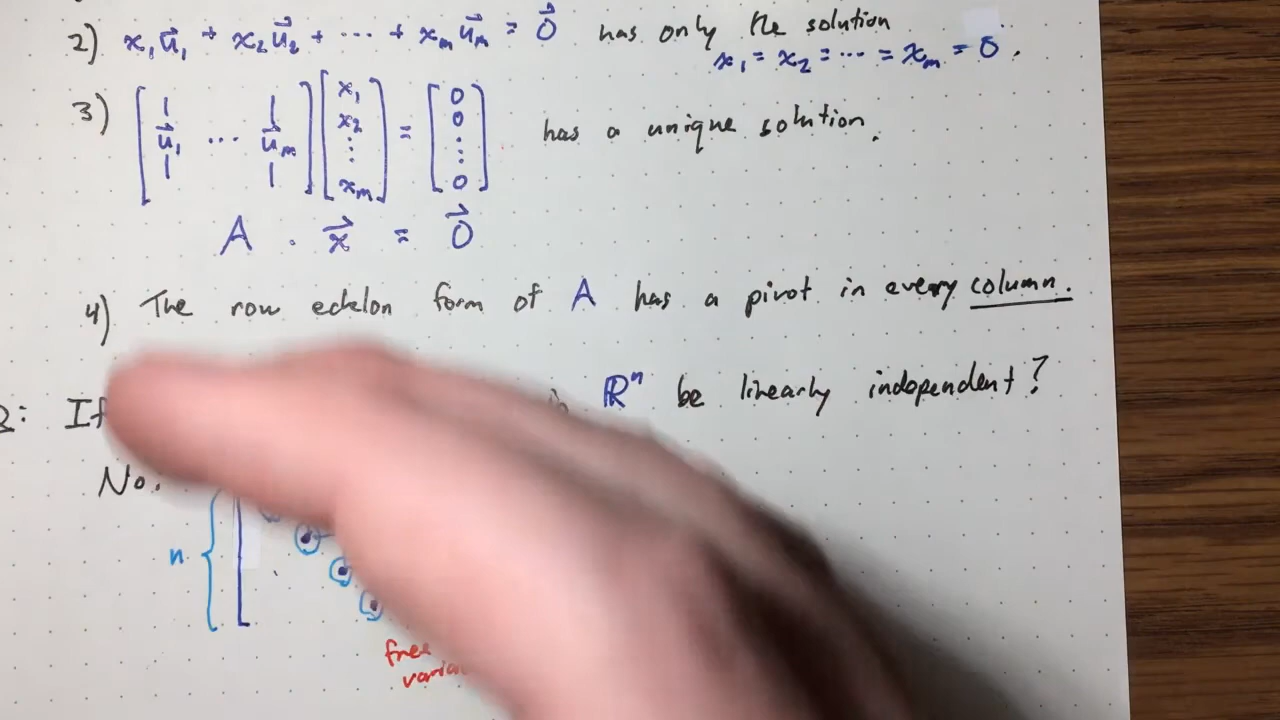 2) x₁u⃗₁ + x₂u⃗₂ + ⋯ + xₘu⃗ₘ = 0⃗ has only the solution
x₁ = x₂ = ⋯ = xₘ = 0.
3) [u⃗₁ ⋯ u⃗ₘ] [x₁ x₂ ⋮ xₘ] = [0 0 ⋮ 0] has a unique solution.
A · x⃗ = 0⃗
4) The row echelon form of A has a pivot in every column.
If ℝⁿ be linearly independent?
No.
n
free